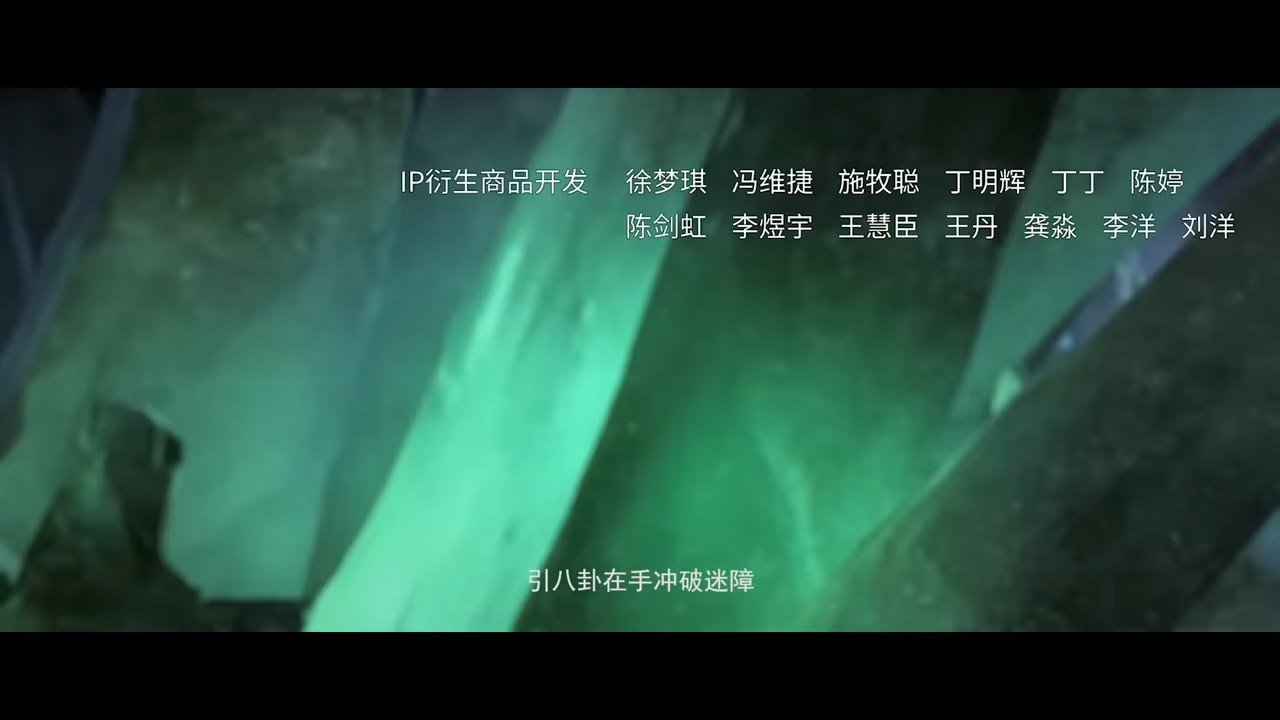 IP衍生商品开发 徐梦琪 冯维捷 施牧聪 丁明辉 丁丁 陈婷
陈剑虹 李煜宇 王慧臣 王丹 龚淼 李洋 刘洋
引八卦在手冲破迷障